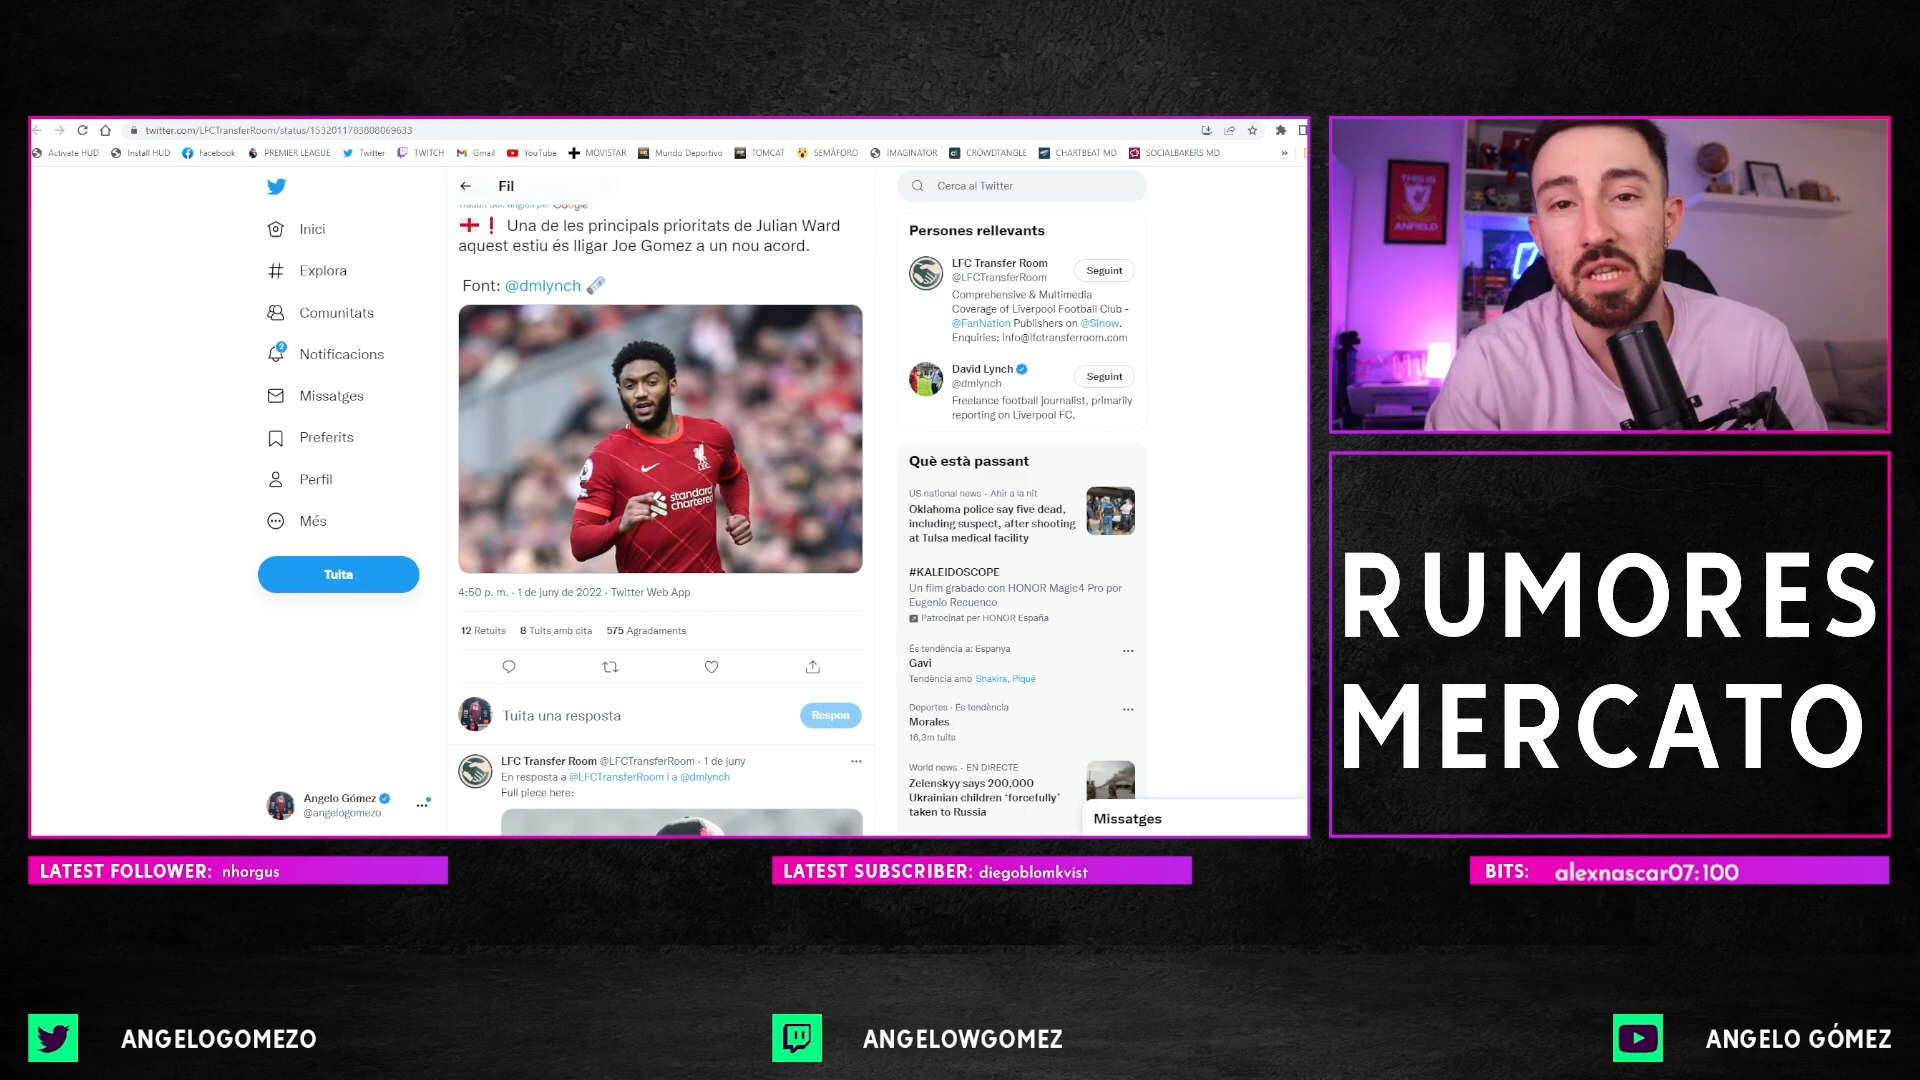 twitter.com/LFCTransferRoom/status/1532011783808069633
Activate HUD
Install HUD
Facebook
PREMIER LEAGUE
Twitter
TWITCH
Gmail
YouTube
MOVISTAR
Mundo Deportivo
TOMCAT
SEMÁFORO
IMAGINATOR
CROWDTANGLE
CHARTBEAT MD
SOCIALBAKERS MD
»
Inici
Explora
Comunitats
2
Notificacions
Missatges
Preferits
Perfil
Més
Tuita
Angelo Gómez
@angelogomezo
Fil
Traduït del: anglès per Google
Una de les principals prioritats de Julian Ward
aquest estiu és lligar Joe Gomez a un nou acord.
Font: @dmlynch
standard
chartered
4:50 p. m. · 1 de juny de 2022 · Twitter Web App
12 Retuits 8 Tuits amb cita 575 Agradaments
Tuita una resposta
Respon
LFC Transfer Room @LFCTransferRoom · 1 de juny
En resposta a @LFCTransferRoom i a @dmlynch
Full piece here:
Cerca al Twitter
Persones rellevants
LFC Transfer Room
@LFCTransferRoom
Seguint
Comprehensive & Multimedia
Coverage of Liverpool Football Club -
@FanNation Publishers on @SInow.
Enquiries: info@lfctransferroom.com
David Lynch
@dmlynch
Seguint
Freelance football journalist, primarily
reporting on Liverpool FC.
Què està passant
US national news · Ahir a la nit
Oklahoma police say five dead,
including suspect, after shooting
at Tulsa medical facility
#KALEIDOSCOPE
Un film grabado con HONOR Magic4 Pro por
Eugenio Recuenco
Patrocinat per HONOR España
És tendència a: Espanya
Gavi
Tendència amb Shakira, Piqué
Deportes · És tendència
Morales
16,3m tuits
World news · EN DIRECTE
Zelenskyy says 200,000
Ukrainian children ‘forcefully’
taken to Russia
Missatges
THIS IS
ANFIELD
RUMORES
MERCATO
LATEST FOLLOWER: nhorgus
LATEST SUBSCRIBER: diegoblomkvist
BITS: alexnascar07:100
ANGELOGOMEZO
ANGELOWGOMEZ
ANGELO GÓMEZ